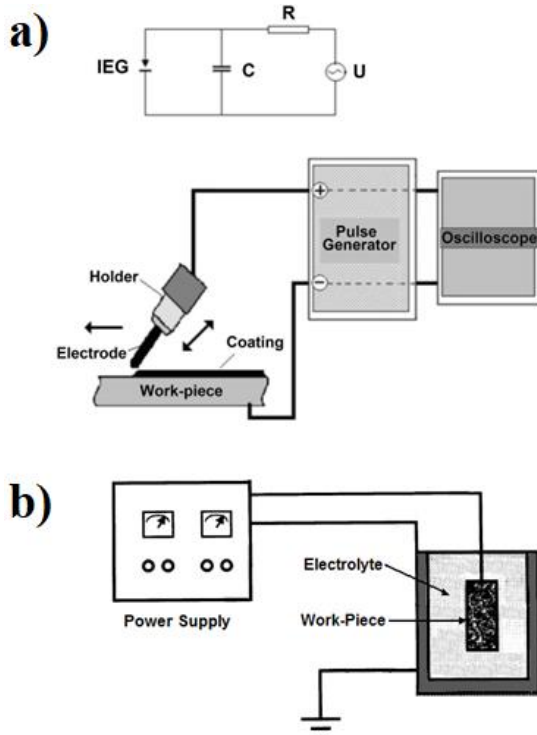 a)
R
IEG
C
U
+
Pulse
Generator
Oscilloscope
−
Holder
Electrode
Coating
Work-piece
b)
Electrolyte
Work-Piece
Power Supply